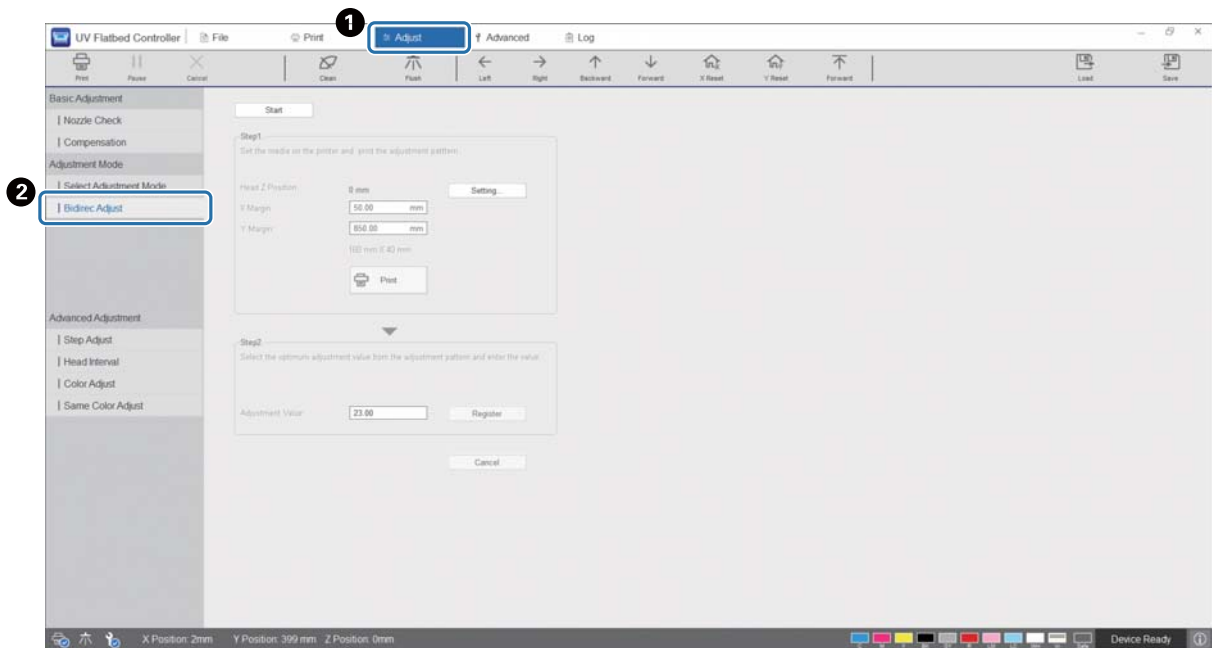 1
UV Flatbed Controller File Print Adjust Advanced Log
Print Pause Cancel Clean Flush Left Right Backward Forward X Reset Y Reset Forward Load Save
Basic Adjustment
Nozzle Check
Compensation
Adjustment Mode
Select Adjustment Mode
2
Bidirec Adjust
Advanced Adjustment
Step Adjust
Head Interval
Color Adjust
Same Color Adjust
Start
Step1
Set the media on the printer and print the adjustment pattern.
Head Z Position 0 mm Setting...
X Margin 50.00 mm
Y Margin 850.00 mm
Print
Step2
Select the optimum adjustment value from the adjustment pattern and enter the value
Adjustment Value 23.00 Register
Cancel
X Position: 2mm Y Position: 399 mm Z Position: 0mm Device Ready